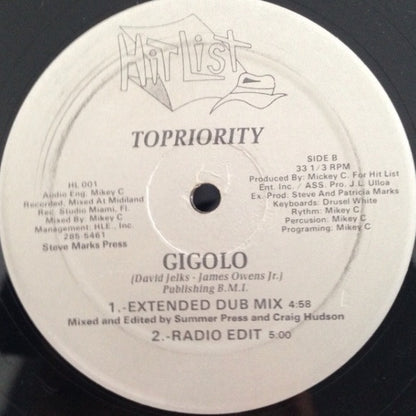 Hit List
TOPRIORITY
HL 001
Audio Eng: Mikey C
Recorded, Mixed At Midiland
Rec. Studio Miami, Fl.
Mixed By: Mikey C
Management: HLE., Inc.
285-5461
Steve Marks Press
SIDE B
33 1/3 RPM
Produced By: Mickey C. For Hit List
Ent. Inc./ ASS. Pro. J.L. Ulloa
Ex. Prod: Steve And Patricia Marks
Keyboards: Drusel White
Rythm: Mikey C.
Percusion: Mikey C.
Programing: Mikey C.
GIGOLO
(David Jelks - James Owens Jr.)
Publishing B.M.I.
1.-EXTENDED DUB MIX 4:58
Mixed and Edited by Summer Press and Craig Hudson
2.-RADIO EDIT 5:00